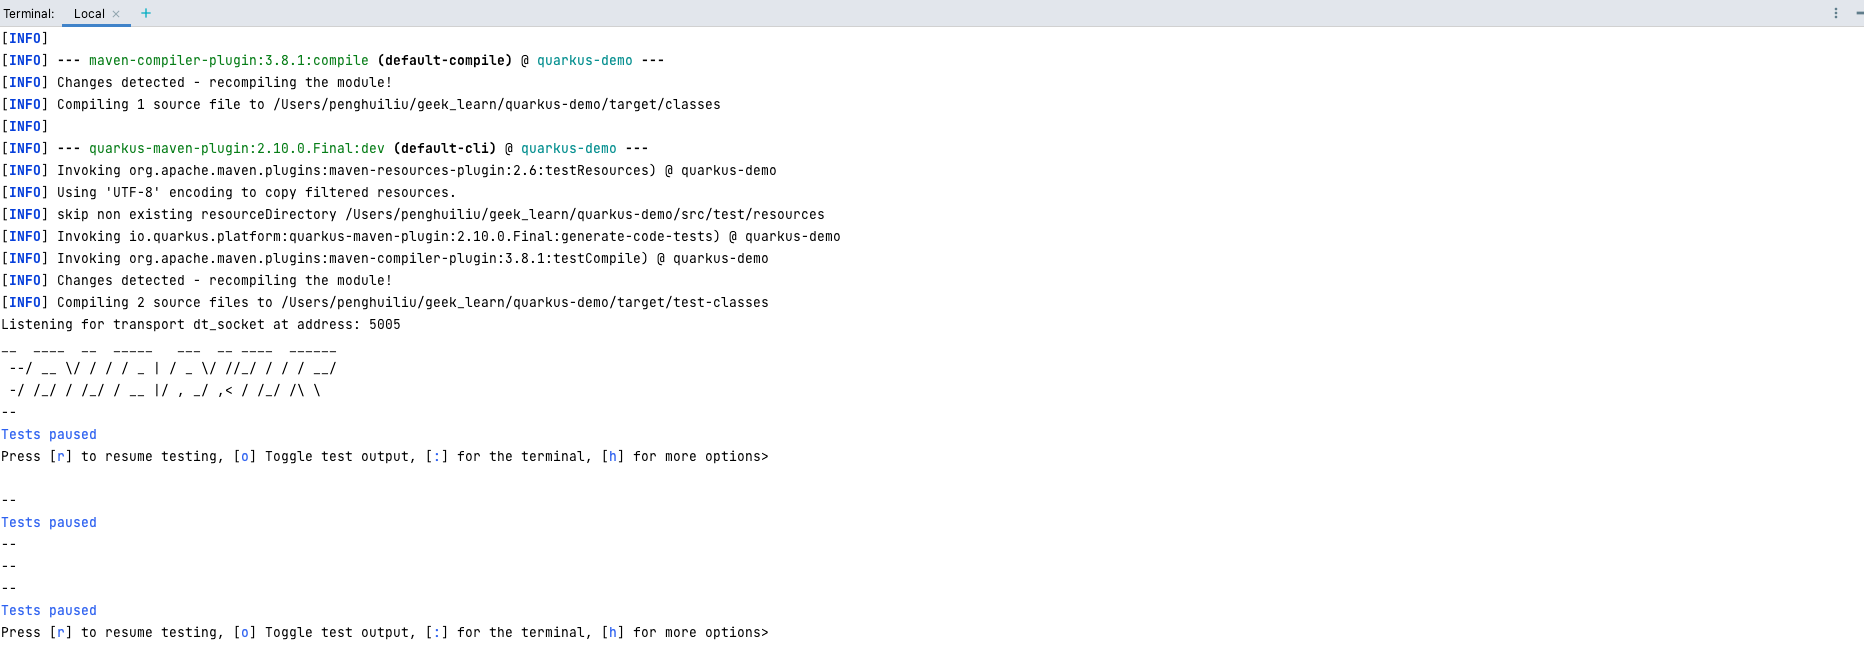 Terminal: Local × +
[INFO]
[INFO] --- maven-compiler-plugin:3.8.1:compile (default-compile) @ quarkus-demo ---
[INFO] Changes detected - recompiling the module!
[INFO] Compiling 1 source file to /Users/penghuiliu/geek_learn/quarkus-demo/target/classes
[INFO]
[INFO] --- quarkus-maven-plugin:2.10.0.Final:dev (default-cli) @ quarkus-demo ---
[INFO] Invoking org.apache.maven.plugins:maven-resources-plugin:2.6:testResources) @ quarkus-demo
[INFO] Using 'UTF-8' encoding to copy filtered resources.
[INFO] skip non existing resourceDirectory /Users/penghuiliu/geek_learn/quarkus-demo/src/test/resources
[INFO] Invoking io.quarkus.platform:quarkus-maven-plugin:2.10.0.Final:generate-code-tests) @ quarkus-demo
[INFO] Invoking org.apache.maven.plugins:maven-compiler-plugin:3.8.1:testCompile) @ quarkus-demo
[INFO] Changes detected - recompiling the module!
[INFO] Compiling 2 source files to /Users/penghuiliu/geek_learn/quarkus-demo/target/test-classes
Listening for transport dt_socket at address: 5005
__  ____  __  _____   ___  __ ____  ______
 --/ __ \/ / / / _ | / _ \/ //_/ / / / __/
 -/ /_/ / /_/ / __ |/ , _/ ,< / /_/ /\ \
--
Tests paused
Press [r] to resume testing, [o] Toggle test output, [:] for the terminal, [h] for more options>
--
Tests paused
--
--
--
Tests paused
Press [r] to resume testing, [o] Toggle test output, [:] for the terminal, [h] for more options>